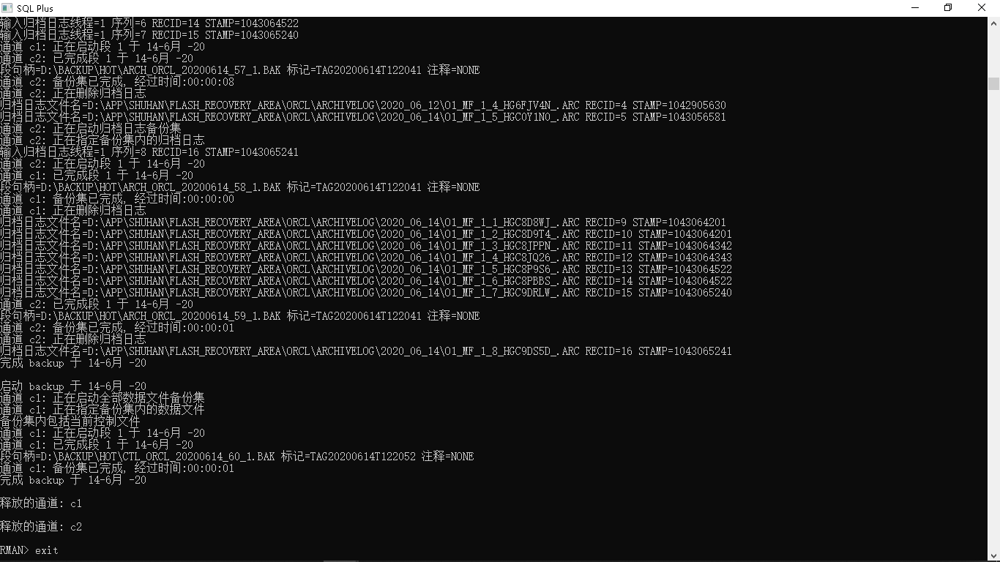 SQL Plus
输入归档日志线程=1 序列=6 RECID=14 STAMP=1043064522
输入归档日志线程=1 序列=7 RECID=15 STAMP=1043065240
通道 c1: 正在启动段 1 于 14-6月 -20
通道 c2: 已完成段 1 于 14-6月 -20
段句柄=D:\BACKUP\HOT\ARCH_ORCL_20200614_57_1.BAK 标记=TAG20200614T122041 注释=NONE
通道 c2: 备份集已完成, 经过时间:00:00:08
通道 c2: 正在删除归档日志
归档日志文件名=D:\APP\SHUHAN\FLASH_RECOVERY_AREA\ORCL\ARCHIVELOG\2020_06_12\O1_MF_1_4_HG6FJV4N_.ARC RECID=4 STAMP=1042905630
归档日志文件名=D:\APP\SHUHAN\FLASH_RECOVERY_AREA\ORCL\ARCHIVELOG\2020_06_14\O1_MF_1_5_HGC0Y1N0_.ARC RECID=5 STAMP=1043056581
通道 c2: 正在启动归档日志备份集
通道 c2: 正在指定备份集内的归档日志
输入归档日志线程=1 序列=8 RECID=16 STAMP=1043065241
通道 c2: 正在启动段 1 于 14-6月 -20
通道 c1: 已完成段 1 于 14-6月 -20
段句柄=D:\BACKUP\HOT\ARCH_ORCL_20200614_58_1.BAK 标记=TAG20200614T122041 注释=NONE
通道 c1: 备份集已完成, 经过时间:00:00:00
通道 c1: 正在删除归档日志
归档日志文件名=D:\APP\SHUHAN\FLASH_RECOVERY_AREA\ORCL\ARCHIVELOG\2020_06_14\O1_MF_1_1_HGC8D8WJ_.ARC RECID=9 STAMP=1043064201
归档日志文件名=D:\APP\SHUHAN\FLASH_RECOVERY_AREA\ORCL\ARCHIVELOG\2020_06_14\O1_MF_1_2_HGC8D9T4_.ARC RECID=10 STAMP=1043064201
归档日志文件名=D:\APP\SHUHAN\FLASH_RECOVERY_AREA\ORCL\ARCHIVELOG\2020_06_14\O1_MF_1_3_HGC8JPPN_.ARC RECID=11 STAMP=1043064342
归档日志文件名=D:\APP\SHUHAN\FLASH_RECOVERY_AREA\ORCL\ARCHIVELOG\2020_06_14\O1_MF_1_4_HGC8JQ26_.ARC RECID=12 STAMP=1043064343
归档日志文件名=D:\APP\SHUHAN\FLASH_RECOVERY_AREA\ORCL\ARCHIVELOG\2020_06_14\O1_MF_1_5_HGC8P9S6_.ARC RECID=13 STAMP=1043064522
归档日志文件名=D:\APP\SHUHAN\FLASH_RECOVERY_AREA\ORCL\ARCHIVELOG\2020_06_14\O1_MF_1_6_HGC8PBBS_.ARC RECID=14 STAMP=1043064522
归档日志文件名=D:\APP\SHUHAN\FLASH_RECOVERY_AREA\ORCL\ARCHIVELOG\2020_06_14\O1_MF_1_7_HGC9DRLW_.ARC RECID=15 STAMP=1043065240
通道 c2: 已完成段 1 于 14-6月 -20
段句柄=D:\BACKUP\HOT\ARCH_ORCL_20200614_59_1.BAK 标记=TAG20200614T122041 注释=NONE
通道 c2: 备份集已完成, 经过时间:00:00:01
通道 c2: 正在删除归档日志
归档日志文件名=D:\APP\SHUHAN\FLASH_RECOVERY_AREA\ORCL\ARCHIVELOG\2020_06_14\O1_MF_1_8_HGC9DS5D_.ARC RECID=16 STAMP=1043065241
完成 backup 于 14-6月 -20
启动 backup 于 14-6月 -20
通道 c1: 正在启动全部数据文件备份集
通道 c1: 正在指定备份集内的数据文件
备份集内包括当前控制文件
通道 c1: 正在启动段 1 于 14-6月 -20
通道 c1: 已完成段 1 于 14-6月 -20
段句柄=D:\BACKUP\HOT\CTL_ORCL_20200614_60_1.BAK 标记=TAG20200614T122052 注释=NONE
通道 c1: 备份集已完成, 经过时间:00:00:01
完成 backup 于 14-6月 -20
释放的通道: c1
释放的通道: c2
RMAN> exit